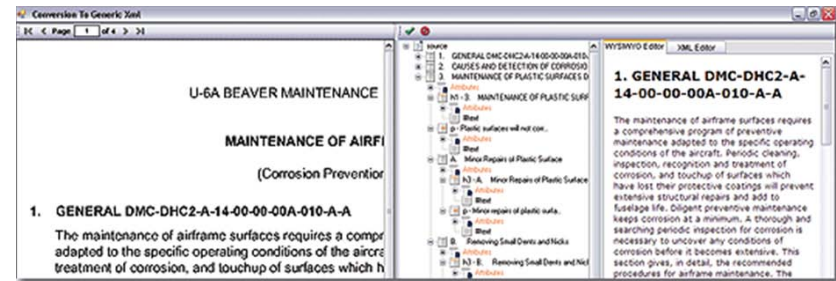 Conversion To Generic Xml
Page 1 of 4
U-6A BEAVER MAINTENANCE
MAINTENANCE OF AIRF
(Corrosion Prevention
1. GENERAL DMC-DHC2-A-14-00-00-00A-010-A-A
The maintenance of airframe surfaces requires a compr
adapted to the specific operating conditions of the aircra
treatment of corrosion, and touchup of surfaces which h
source
1. GENERAL DMC-DHC2-A-14-00-00-00A-010-
2. CAUSES AND DETECTION OF CORROSIO
3. MAINTENANCE OF PLASTIC SURFACES D
Attributes
h1 - 3. MAINTENANCE OF PLASTIC SURF
Attributes
#text
p - Plastic surfaces will not corr...
Attributes
#text
A. Minor Repairs of Plastic Surface
Attributes
h3 - A. Minor Repairs of Plastic Surface
Attributes
#text
p - Minor repairs of plastic surfa...
Attributes
#text
B. Removing Small Dents and Nicks
Attributes
h3 - B. Removing Small Dents and Nicl
Attributes
WYSIWYG Editor XML Editor
1. GENERAL DMC-DHC2-A-
14-00-00-00A-010-A-A
The maintenance of airframe surfaces requires
a comprehensive program of preventive
maintenance adapted to the specific operating
conditions of the aircraft. Periodic cleaning,
inspection, recognition and treatment of
corrosion, and touchup of surfaces which
have lost their protective coatings will prevent
extensive structural repairs and add to
fuselage life. Diligent preventive maintenance
keeps corrosion at a minimum. A thorough and
searching periodic inspection for corrosion is
necessary to uncover any conditions of
corrosion before it becomes extensive. This
section gives, in detail, the recommended
procedures for airframe maintenance. The